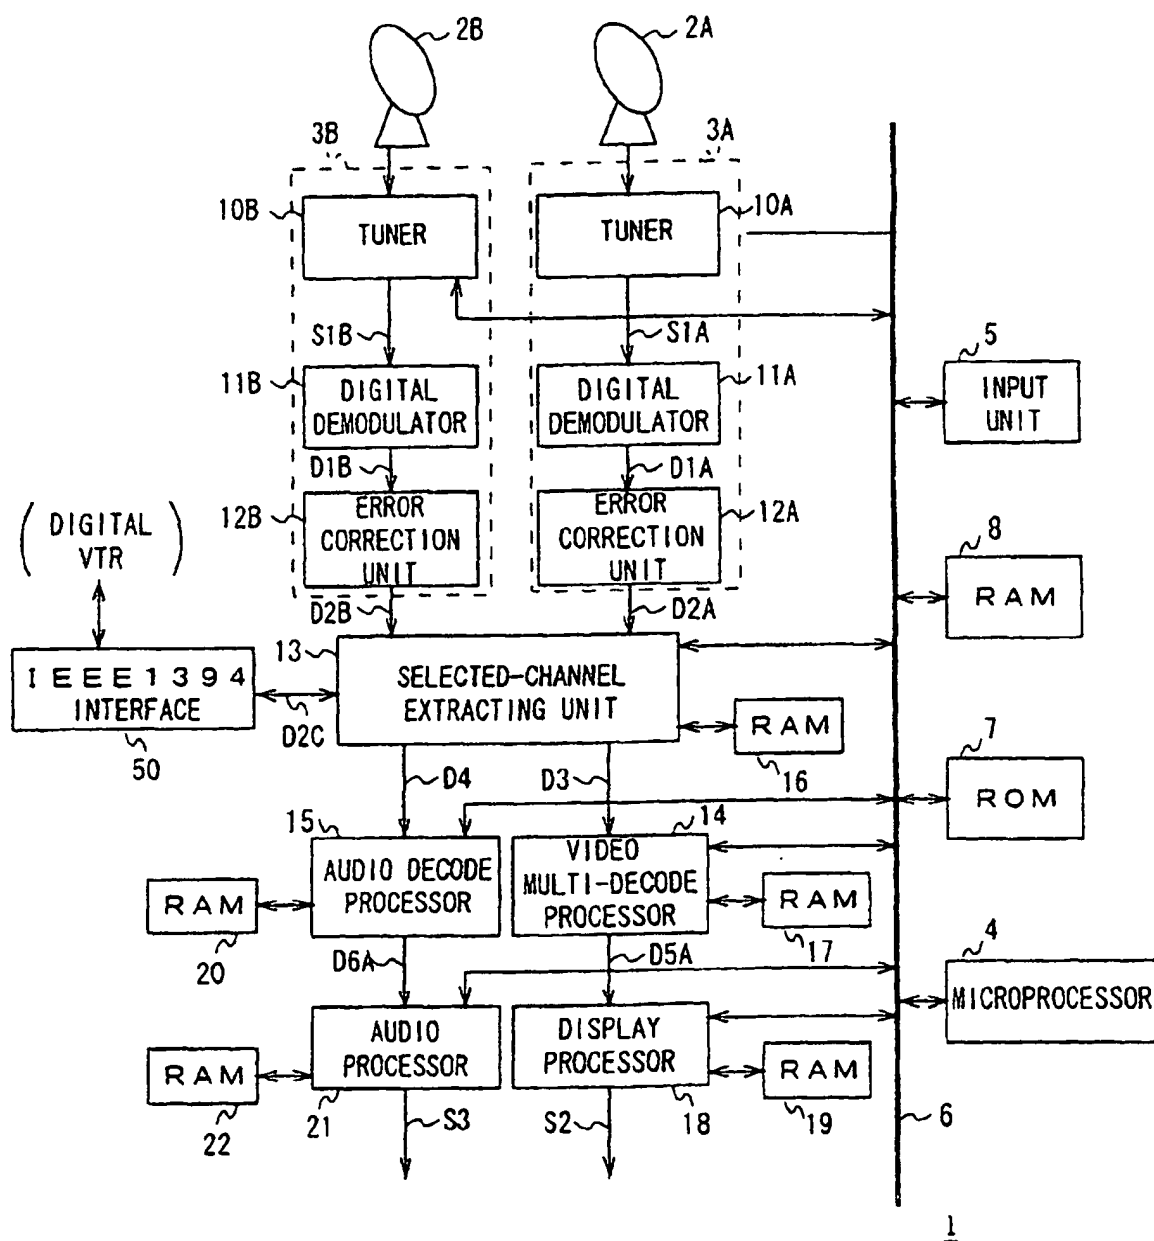 2B
2A
3B
3A
10B
TUNER
TUNER
10A
S1B
S1A
5
INPUT
UNIT
11B
DIGITAL
DEMODULATOR
DIGITAL
DEMODULATOR
11A
D1B
D1A
(DIGITAL
VTR)
12B
ERROR
CORRECTION
UNIT
ERROR
CORRECTION
UNIT
12A
8
RAM
D2B
D2A
13
IEEE1394
INTERFACE
50
D2C
SELECTED-CHANNEL
EXTRACTING UNIT
RAM
16
7
ROM
D4
D3
15
14
AUDIO DECODE
PROCESSOR
VIDEO
MULTI-DECODE
PROCESSOR
RAM
20
RAM
17
D6A
D5A
4
MICROPROCESSOR
AUDIO
PROCESSOR
DISPLAY
PROCESSOR
RAM
22
21
RAM
19
18
S3
S2
6
1